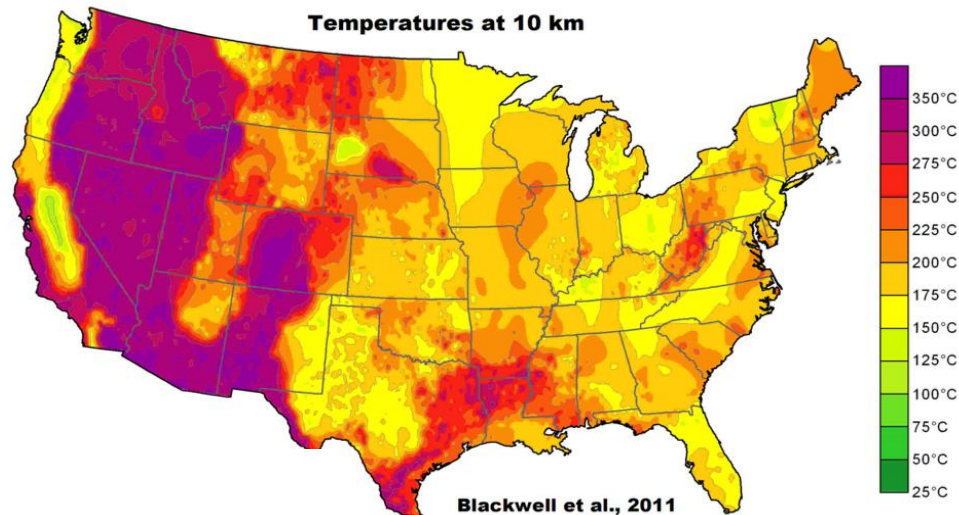 Temperatures at 10 km
350°C
300°C
275°C
250°C
225°C
200°C
175°C
150°C
125°C
100°C
75°C
50°C
25°C
Blackwell et al., 2011